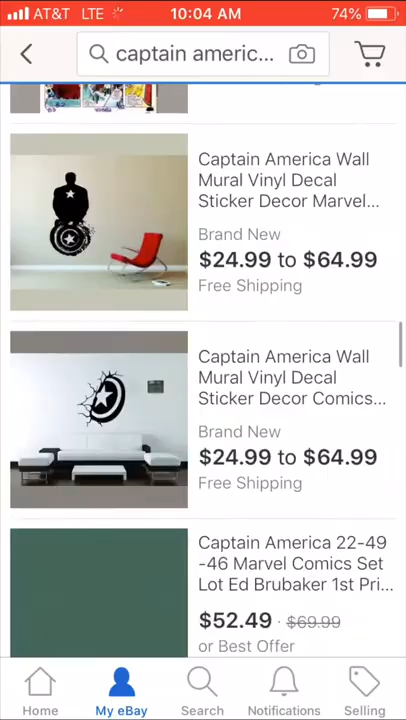 AT&T LTE 10:04 AM 74%
captain americ...
Captain America Wall
Mural Vinyl Decal
Sticker Decor Marvel...
Brand New
$24.99 to $64.99
Free Shipping
Captain America Wall
Mural Vinyl Decal
Sticker Decor Comics...
Brand New
$24.99 to $64.99
Free Shipping
Captain America 22-49
-46 Marvel Comics Set
Lot Ed Brubaker 1st Pri...
$52.49 · $69.99
or Best Offer
Home My eBay Search Notifications Selling